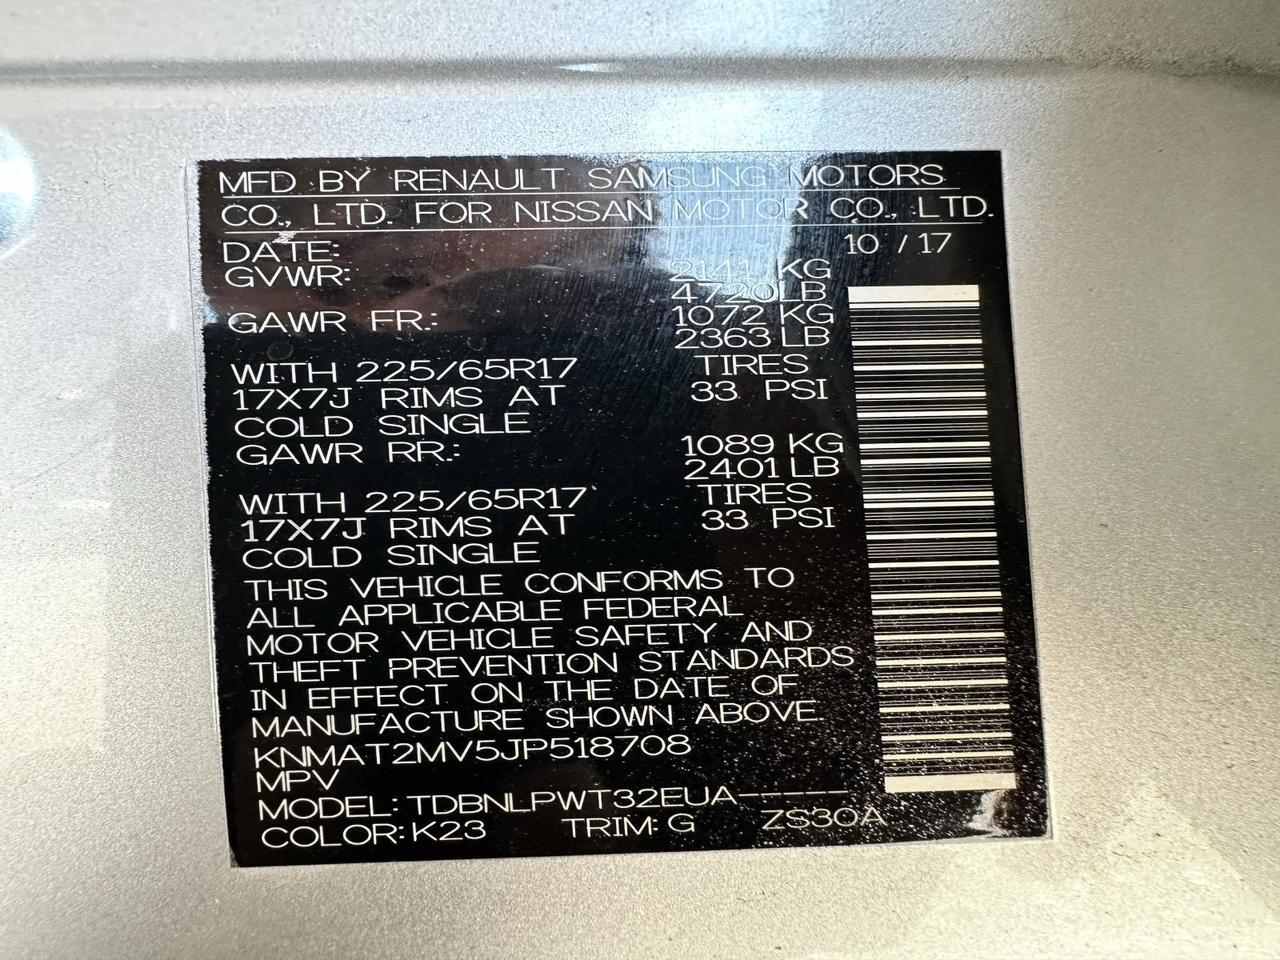 MFD BY RENAULT SAMSUNG MOTORS
CO., LTD. FOR NISSAN MOTOR CO., LTD.
DATE: 10 / 17
GVWR: 2141 KG
4720LB
GAWR FR.: 1072 KG
2363 LB
WITH 225/65R17 TIRES
17X7J RIMS AT 33 PSI
COLD SINGLE
GAWR RR.: 1089 KG
2401 LB
WITH 225/65R17 TIRES
17X7J RIMS AT 33 PSI
COLD SINGLE
THIS VEHICLE CONFORMS TO
ALL APPLICABLE FEDERAL
MOTOR VEHICLE SAFETY AND
THEFT PREVENTION STANDARDS
IN EFFECT ON THE DATE OF
MANUFACTURE SHOWN ABOVE.
KNMAT2MV5JP518708
MPV
MODEL: TDBNLPWT32EUA-----
COLOR: K23 TRIM: G ZS30A